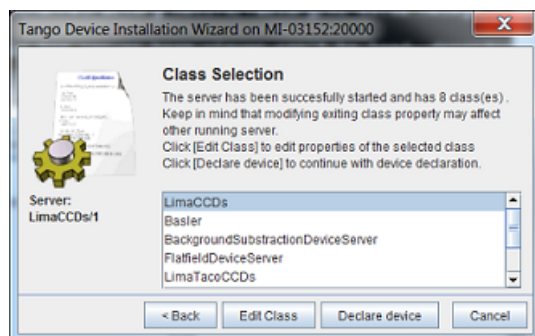 Tango Device Installation Wizard on MI-03152:20000
Class Selection
The server has been succesfully started and has 8 class(es) .
Keep in mind that modifying exiting class property may affect
other running server.
Click [Edit Class] to edit properties of the selected class
Click [Declare device] to continue with device declaration.
Server:
LimaCCDs/1
LimaCCDs
Basler
BackgroundSubstractionDeviceServer
FlatfieldDeviceServer
LimaTacoCCDs
< Back
Edit Class
Declare device
Cancel